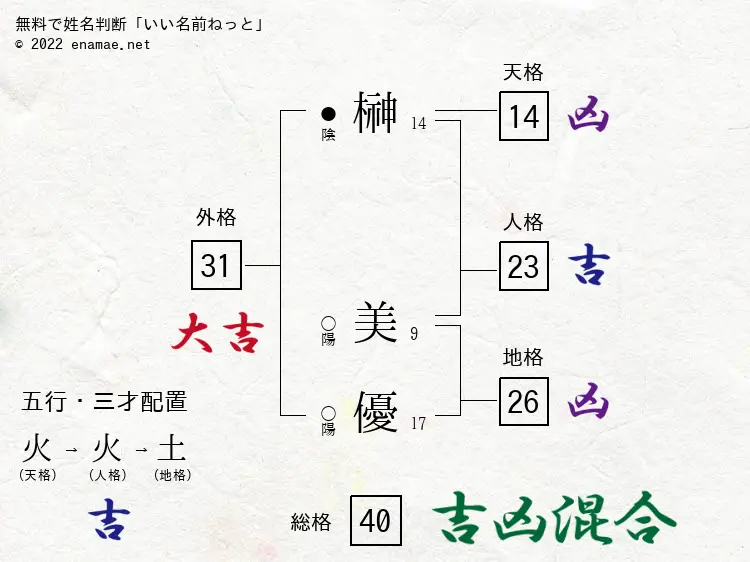 無料で姓名判断「いい名前ねっと」
© 2022 enamae.net
天格
14 凶
●
陰
榊 14
外格
31
大吉
人格
23 吉
○
陽
美 9
地格
26 凶
○
陽
優 17
五行・三才配置
火→火→土
(天格) (人格) (地格)
吉
総格 40 吉凶混合